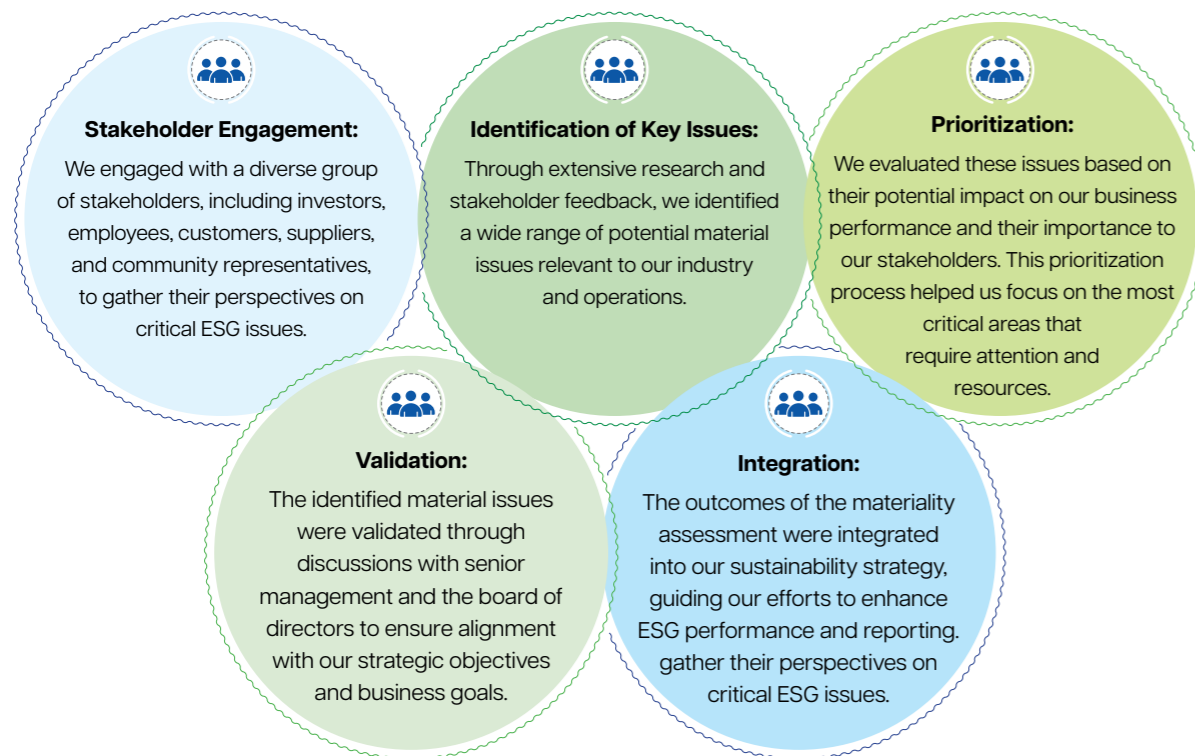 Stakeholder Engagement:
We engaged with a diverse group
of stakeholders, including investors,
employees, customers, suppliers,
and community representatives,
to gather their perspectives on
critical ESG issues.
Identification of Key Issues:
Through extensive research and
stakeholder feedback, we identified
a wide range of potential material
issues relevant to our industry
and operations.
Prioritization:
We evaluated these issues based on
their potential impact on our business
performance and their importance to
our stakeholders. This prioritization
process helped us focus on the most
critical areas that
require attention and
resources.
Validation:
The identified material issues
were validated through
discussions with senior
management and the board of
directors to ensure alignment
with our strategic objectives
and business goals.
Integration:
The outcomes of the materiality
assessment were integrated
into our sustainability strategy,
guiding our efforts to enhance
ESG performance and reporting.
gather their perspectives on
critical ESG issues.